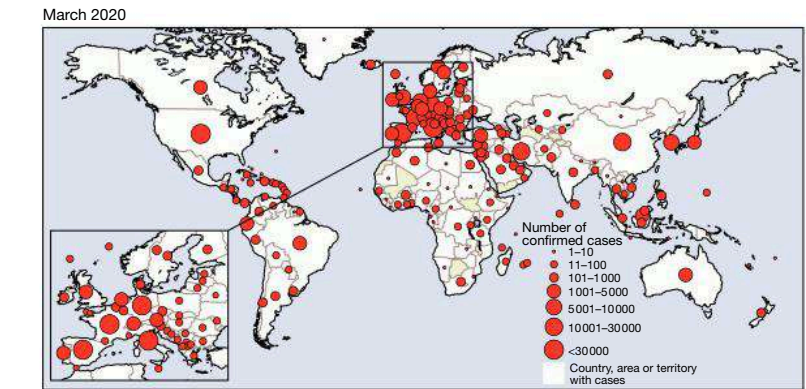 March 2020
Number of
confirmed cases
1–10
11–100
101–1000
1001–5000
5001–10000
10001–30000
<30000
Country, area or territory
with cases